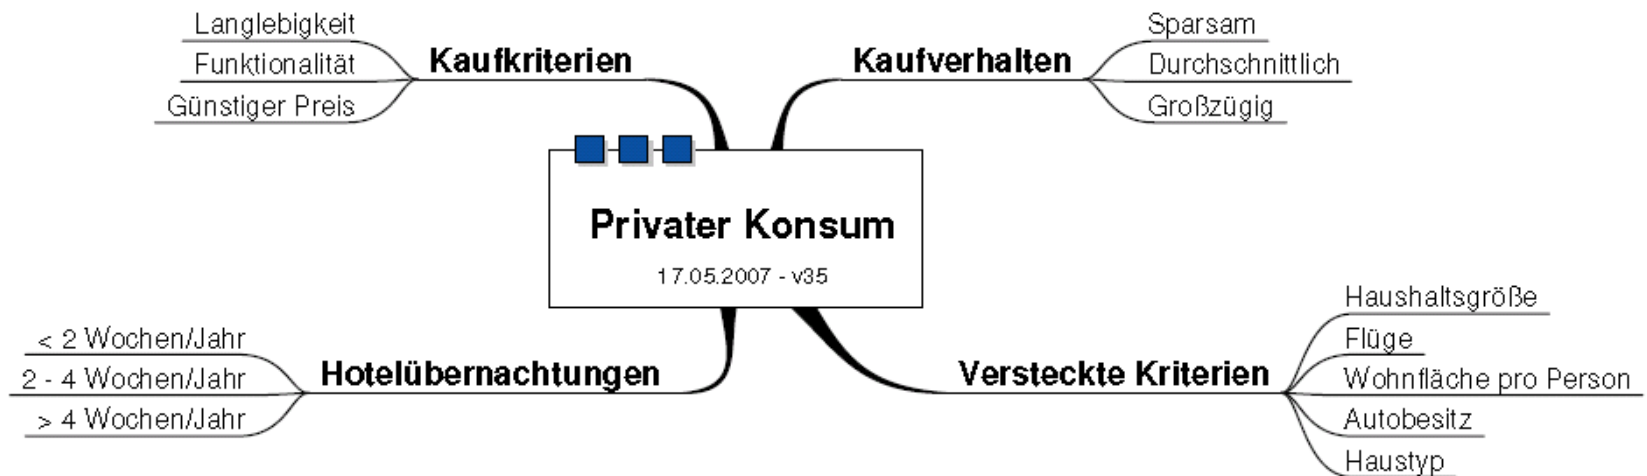 Langlebigkeit
Funktionalität
Günstiger Preis
Kaufkriterien
Kaufverhalten
Sparsam
Durchschnittlich
Großzügig
Privater Konsum
17.05.2007 - v35
< 2 Wochen/Jahr
2 - 4 Wochen/Jahr
> 4 Wochen/Jahr
Hotelübernachtungen
Versteckte Kriterien
Haushaltsgröße
Flüge
Wohnfläche pro Person
Autobesitz
Haustyp